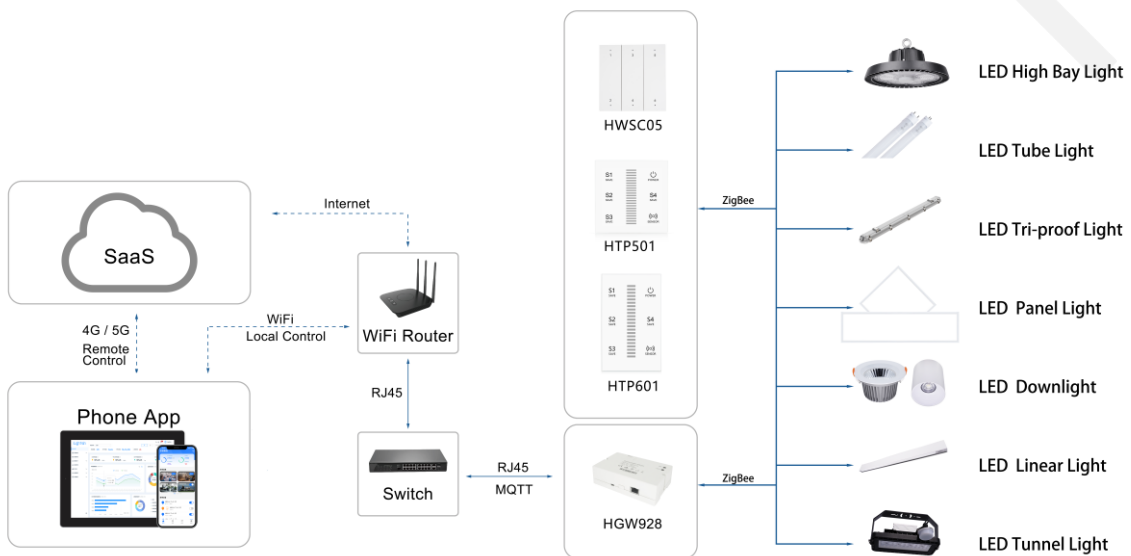 SaaS
Internet
4G / 5G
Remote
Control
WiFi
Local Control
WiFi Router
RJ45
Phone App
Switch
RJ45
MQTT
HWSC05
S1
POWER
S2
S4
S3
HTP501
S1
POWER
S2
S4
S3
HTP601
HGW928
ZigBee
ZigBee
LED High Bay Light
LED Tube Light
LED Tri-proof Light
LED Panel Light
LED Downlight
LED Linear Light
LED Tunnel Light